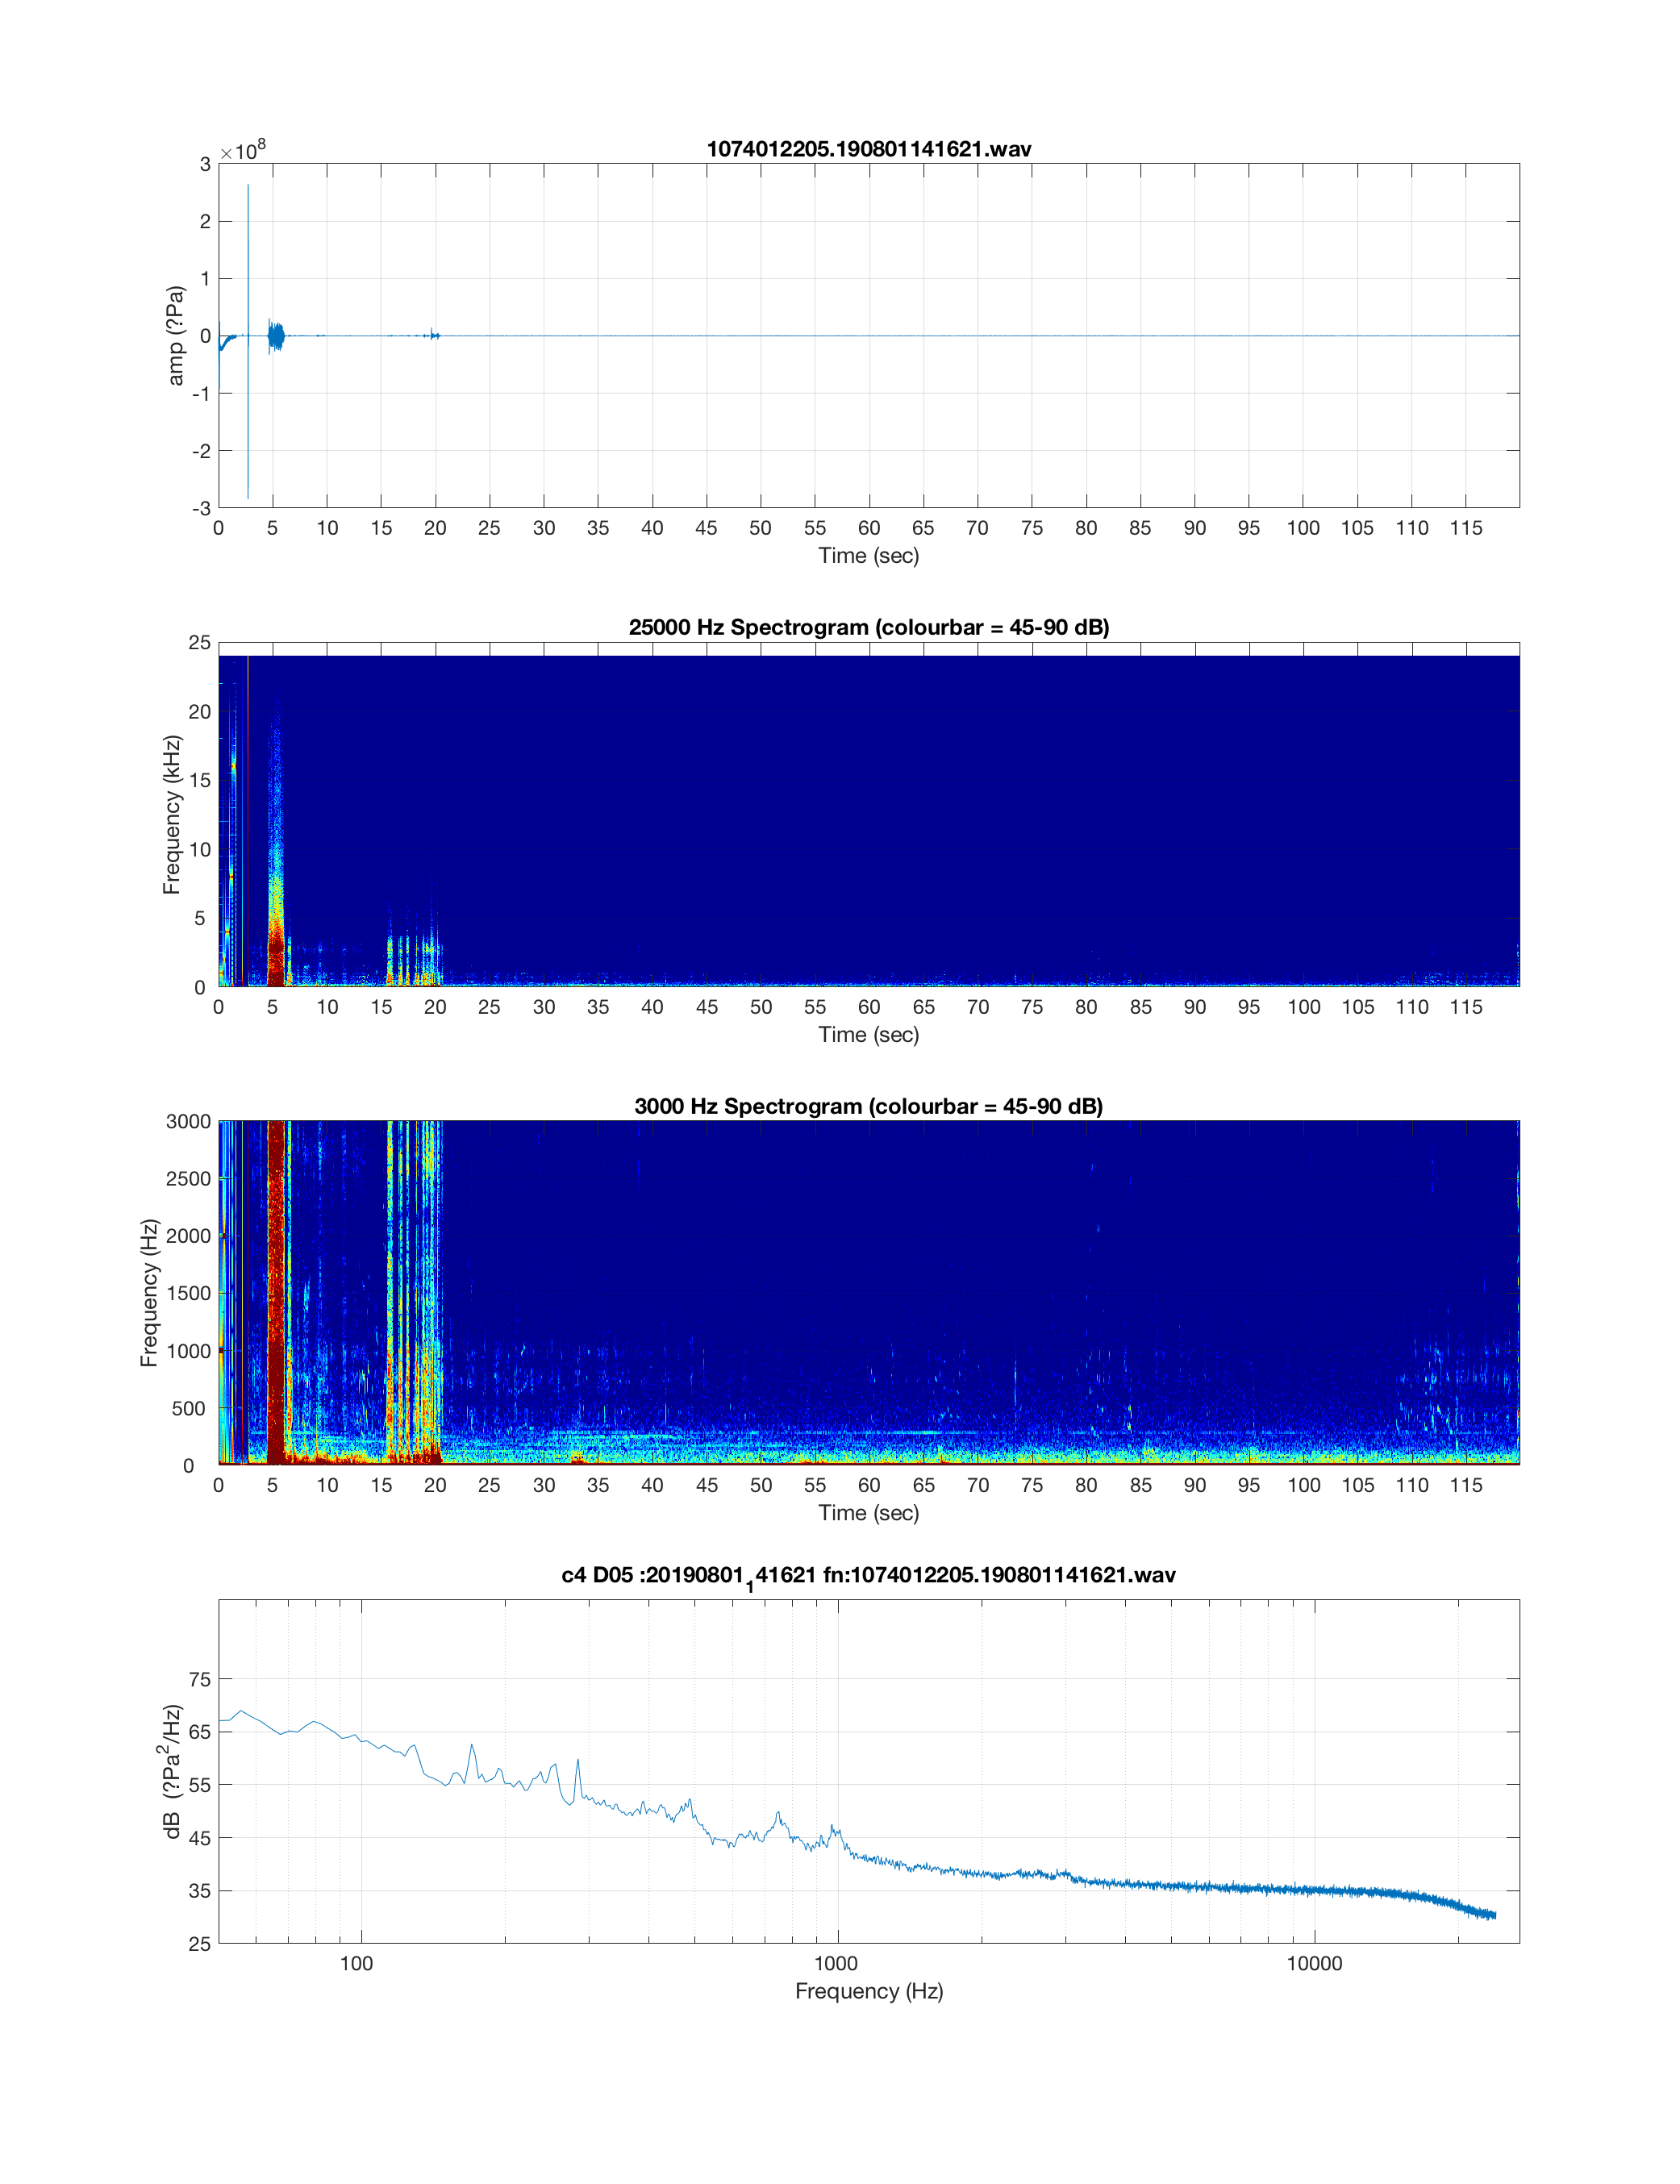 1074012205.190801141621.wav
×10^8
3
2
1
0
-1
-2
-3
amp (?Pa)
0 5 10 15 20 25 30 35 40 45 50 55 60 65 70 75 80 85 90 95 100 105 110 115
Time (sec)
25000 Hz Spectrogram (colourbar = 45-90 dB)
25
20
15
10
5
0
Frequency (kHz)
0 5 10 15 20 25 30 35 40 45 50 55 60 65 70 75 80 85 90 95 100 105 110 115
Time (sec)
3000 Hz Spectrogram (colourbar = 45-90 dB)
3000
2500
2000
1500
1000
500
0
Frequency (Hz)
0 5 10 15 20 25 30 35 40 45 50 55 60 65 70 75 80 85 90 95 100 105 110 115
Time (sec)
c4 D05 :20190801_141621 fn:1074012205.190801141621.wav
75
65
55
45
35
25
dB (?Pa^2/Hz)
100 1000 10000
Frequency (Hz)